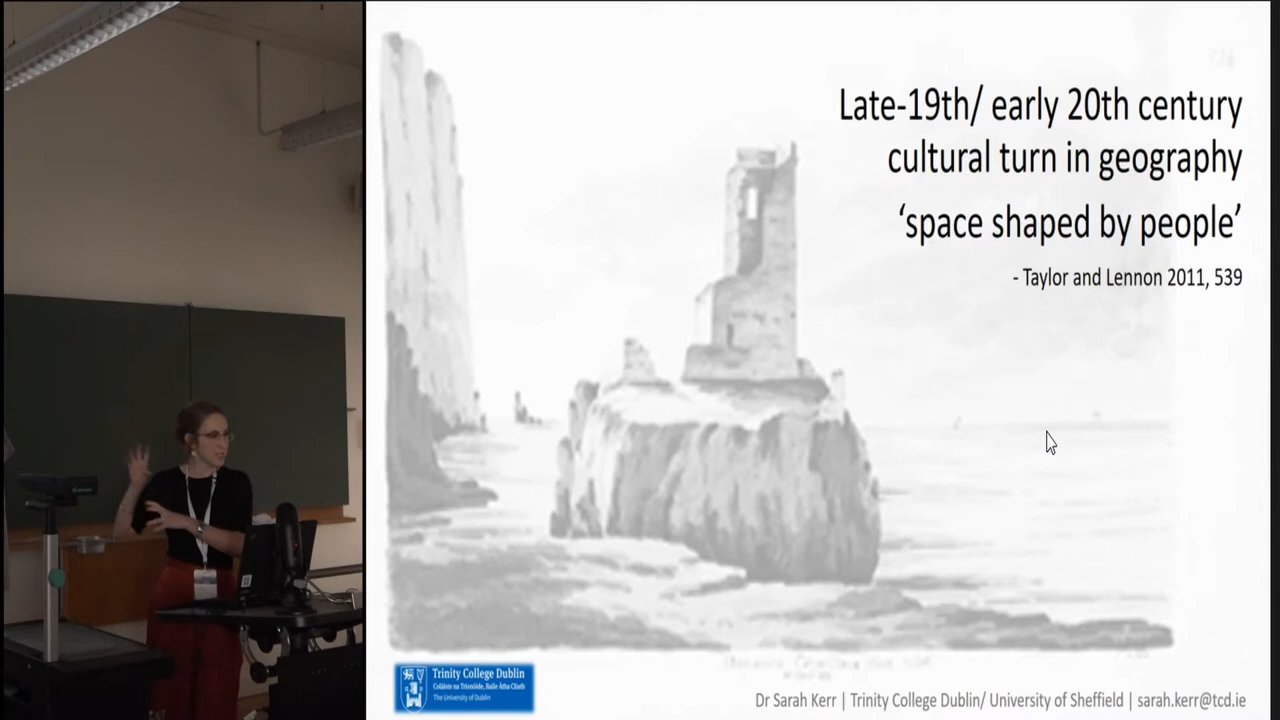 Late-19th/ early 20th century
cultural turn in geography
‘space shaped by people’
- Taylor and Lennon 2011, 539
Trinity College Dublin
Coláiste na Tríonóide, Baile Átha Cliath
The University of Dublin
Dr Sarah Kerr | Trinity College Dublin/ University of Sheffield | sarah.kerr@tcd.ie